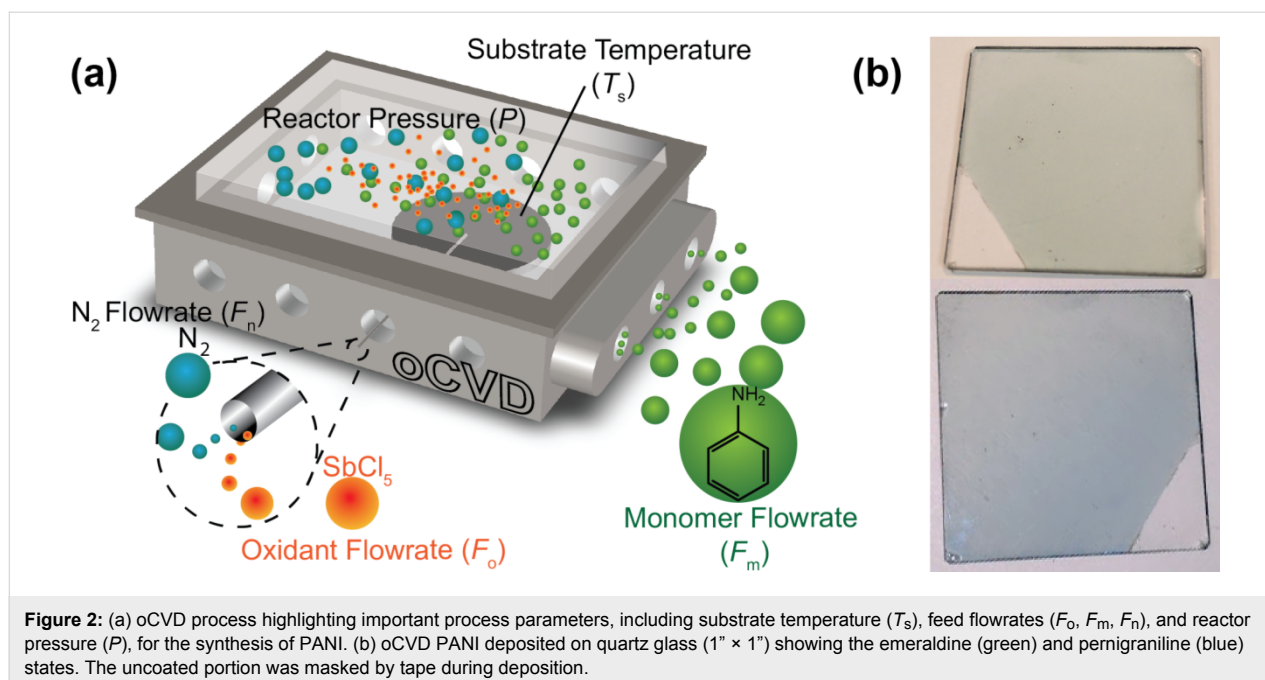 (a)
Substrate Temperature
(Tₛ)
Reactor Pressure (P)
N₂ Flowrate (Fₙ)
N₂
oCVD
SbCl₅
Oxidant Flowrate (Fₒ)
NH₂
Monomer Flowrate
(Fₘ)
(b)
Figure 2: (a) oCVD process highlighting important process parameters, including substrate temperature (Tₛ), feed flowrates (Fₒ, Fₘ, Fₙ), and reactor
pressure (P), for the synthesis of PANI. (b) oCVD PANI deposited on quartz glass (1” × 1”) showing the emeraldine (green) and pernigraniline (blue)
states. The uncoated portion was masked by tape during deposition.